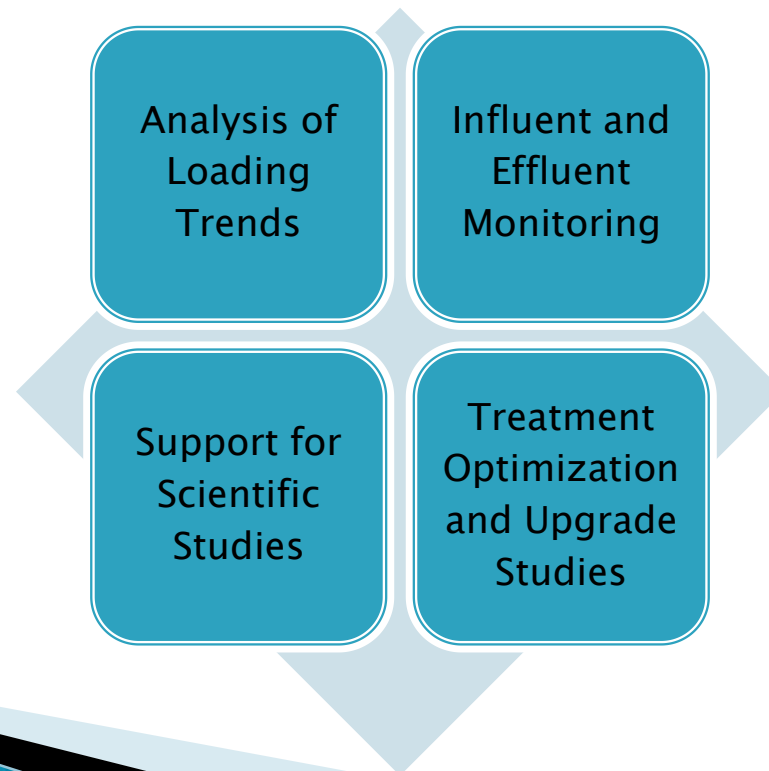 Analysis of
Loading
Trends
Influent and
Effluent
Monitoring
Support for
Scientific
Studies
Treatment
Optimization
and Upgrade
Studies